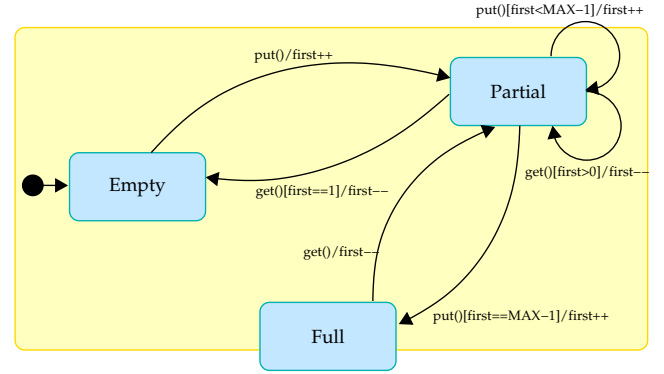 put()[first<MAX−1]/first++
put()/first++
Partial
get()[first>0]/first−−
Empty
get()[first==1]/first−−
get()/first−−
put()[first==MAX−1]/first++
Full